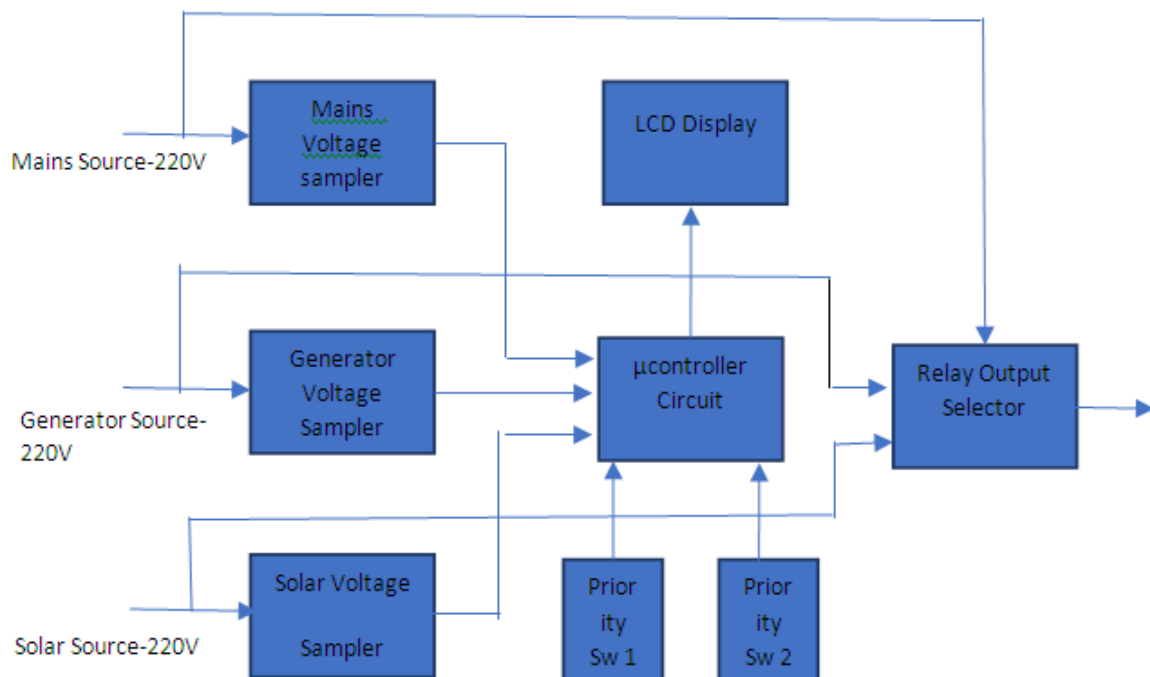 Mains
Voltage
sampler
LCD Display
Mains Source-220V
Generator
Voltage
Sampler
µcontroller
Circuit
Relay Output
Selector
Generator Source-
220V
Solar Voltage
Sampler
Prior
ity
Sw 1
Prior
ity
Sw 2
Solar Source-220V